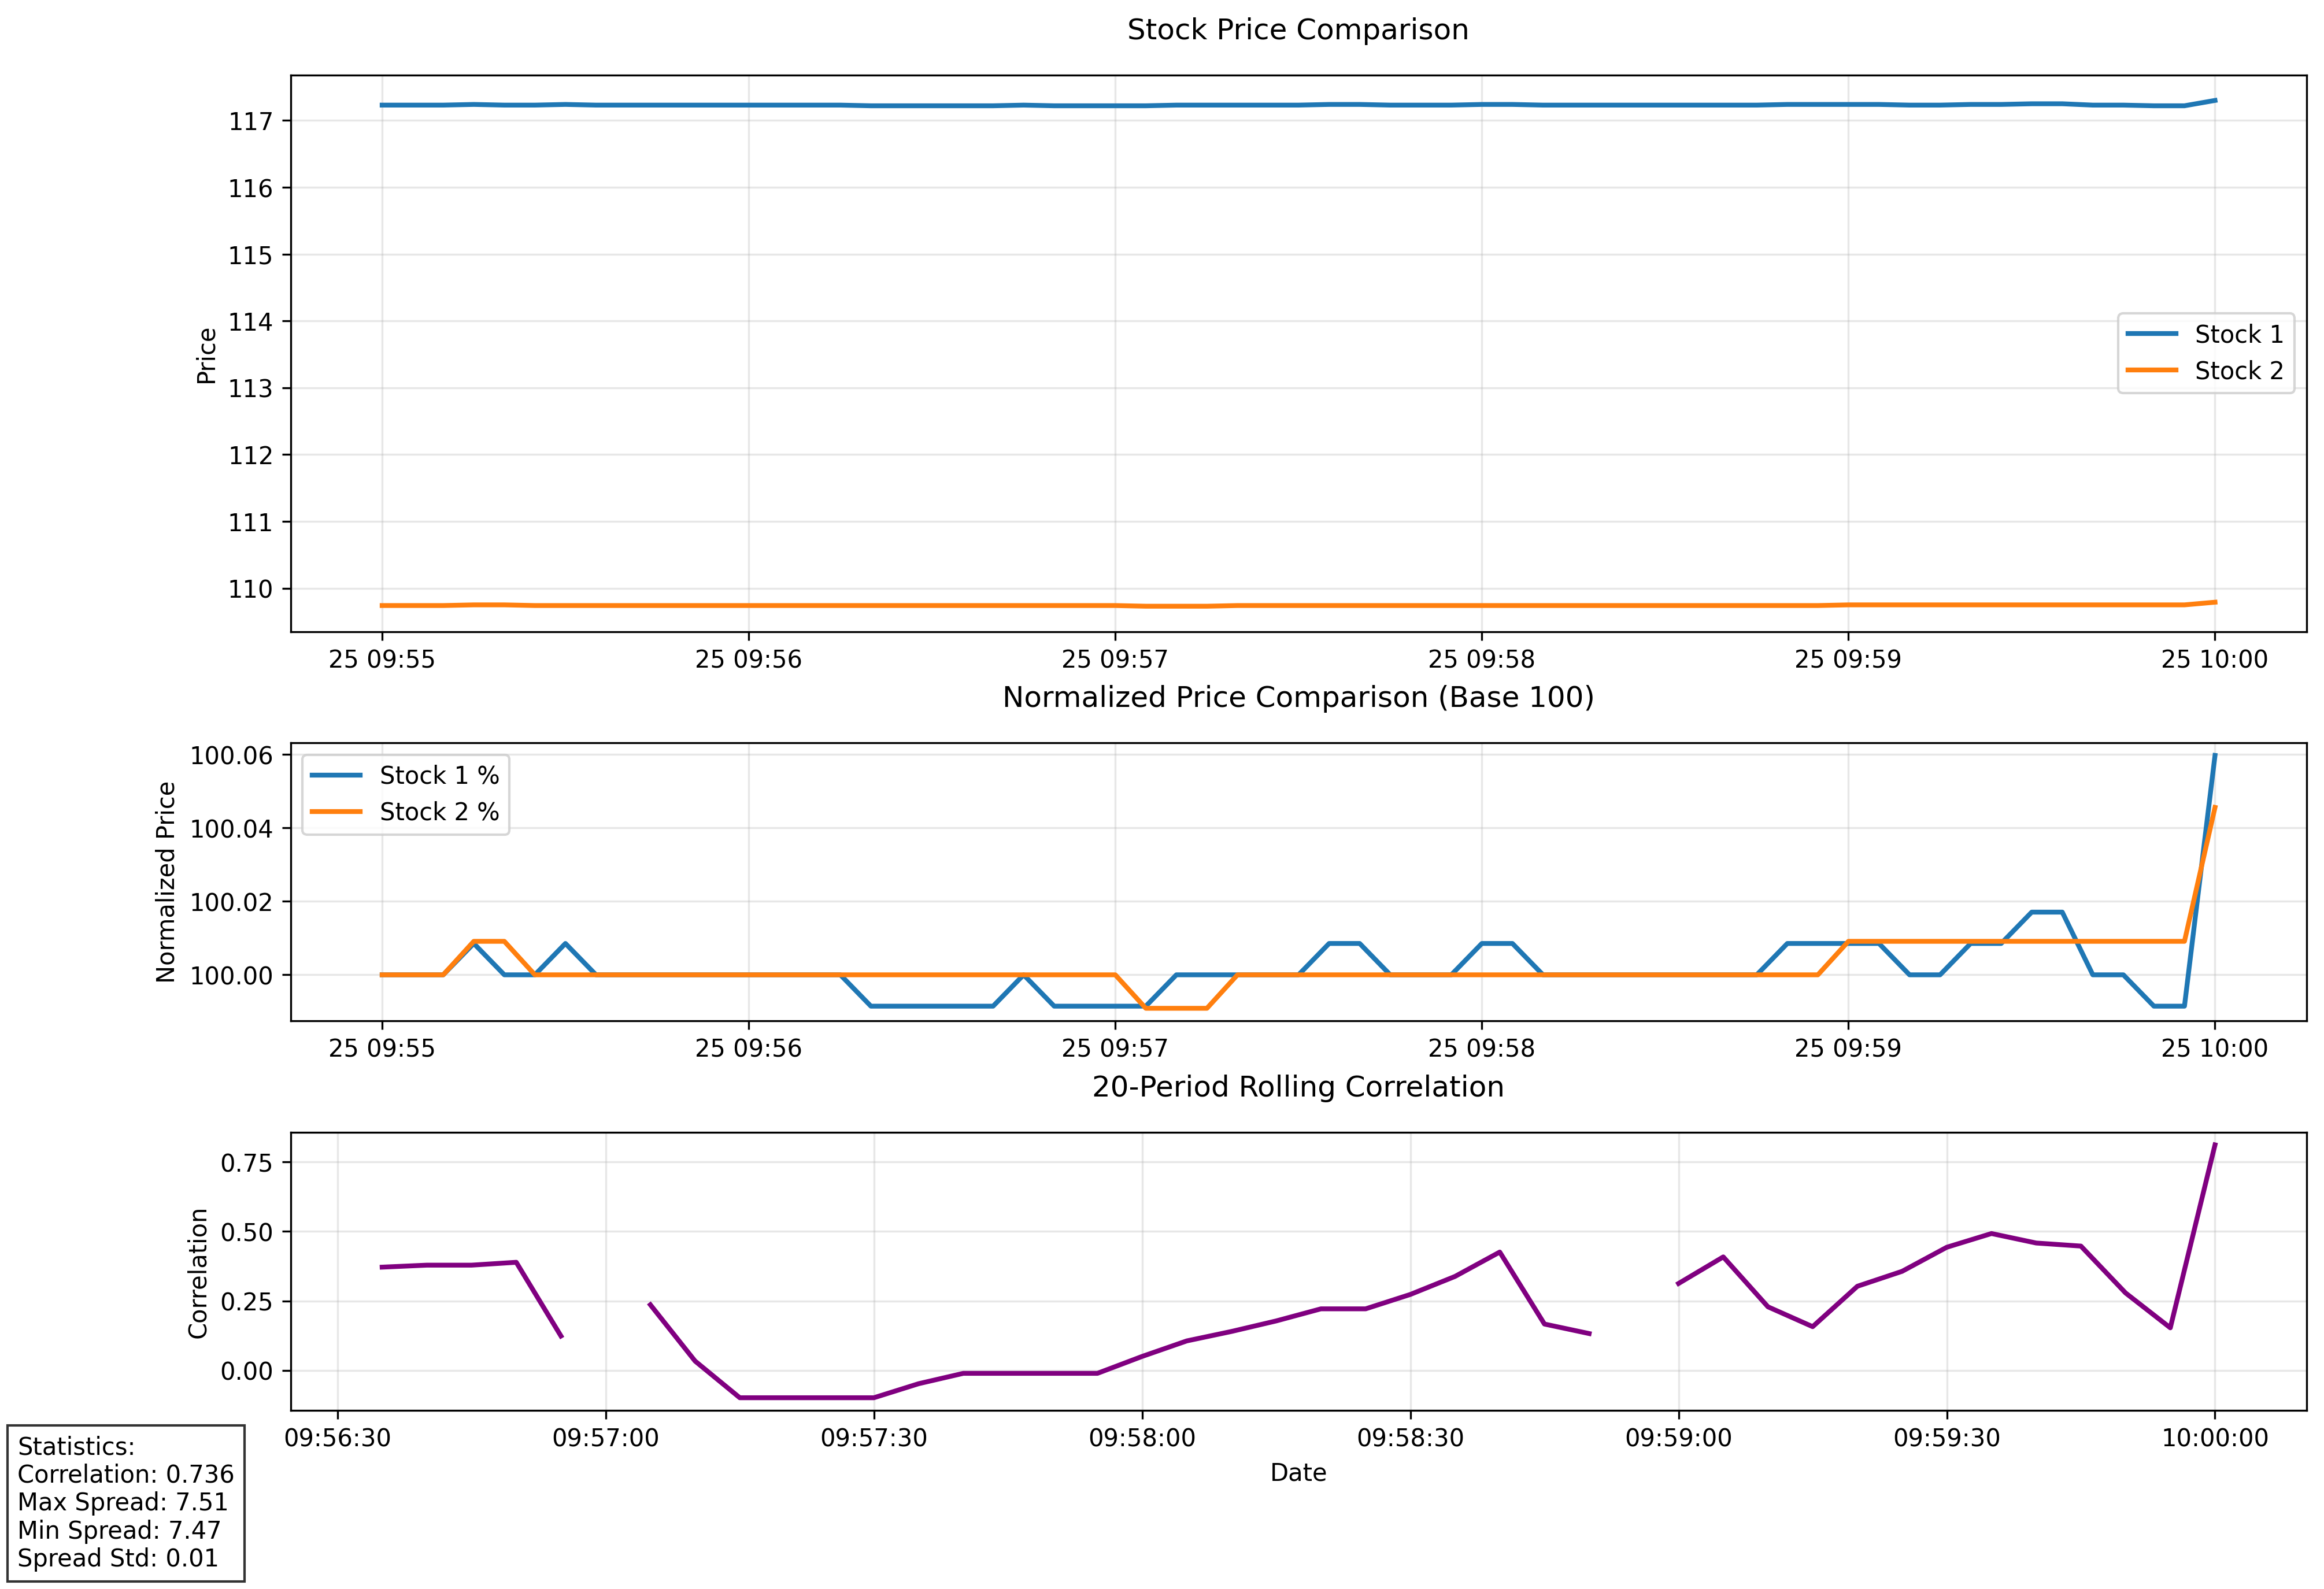 Stock Price Comparison
117
116
115
114
113
112
111
110
Price
Stock 1
Stock 2
25 09:55
25 09:56
25 09:57
25 09:58
25 09:59
25 10:00
Normalized Price Comparison (Base 100)
100.06
100.04
100.02
100.00
Normalized Price
Stock 1 %
Stock 2 %
25 09:55
25 09:56
25 09:57
25 09:58
25 09:59
25 10:00
20-Period Rolling Correlation
0.75
0.50
0.25
0.00
Correlation
09:56:30
09:57:00
09:57:30
09:58:00
09:58:30
09:59:00
09:59:30
10:00:00
Date
Statistics:
Correlation: 0.736
Max Spread: 7.51
Min Spread: 7.47
Spread Std: 0.01